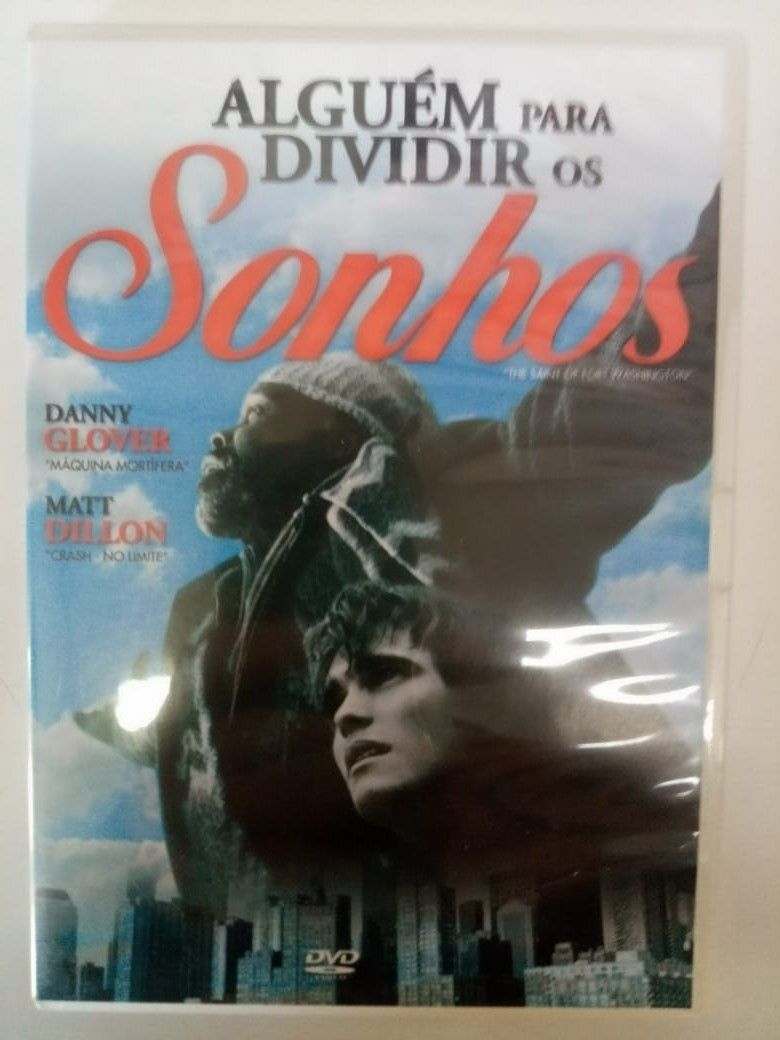 ALGUÉM PARA
DIVIDIR OS
Sonhos
"THE SAINT OF FORT WASHINGTON"
DANNY
GLOVER
"MÁQUINA MORTÍFERA"
MATT
DILLON
"CRASH - NO LIMITE"
DVD
VIDEO